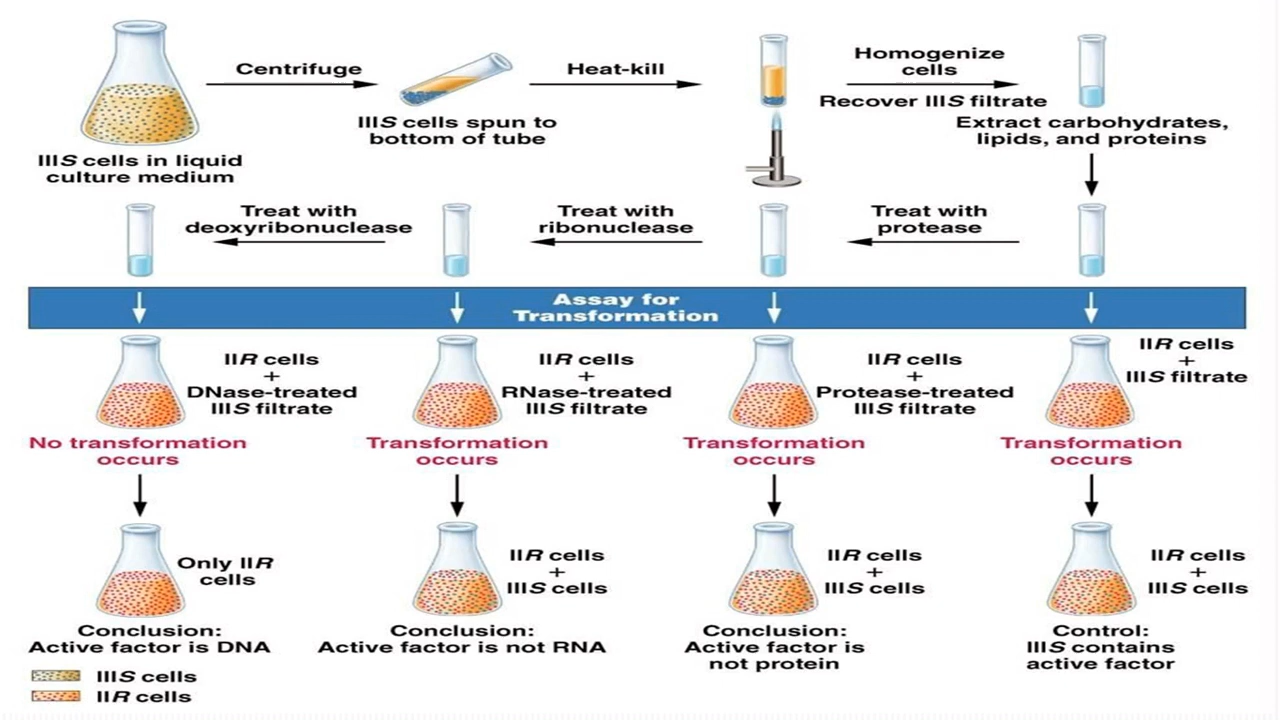 Centrifuge
Heat-kill
Homogenize
cells
Recover IIIS filtrate
IIIS cells in liquid
culture medium
IIIS cells spun to
bottom of tube
Extract carbohydrates,
lipids, and proteins
Treat with
deoxyribonuclease
Treat with
ribonuclease
Treat with
protease
Assay for
Transformation
IIR cells
+
DNase-treated
IIIS filtrate
IIR cells
+
RNase-treated
IIIS filtrate
IIR cells
+
Protease-treated
IIIS filtrate
IIR cells
+
IIIS filtrate
No transformation
occurs
Transformation
occurs
Transformation
occurs
Transformation
occurs
Only IIR
cells
IIR cells
+
IIIS cells
IIR cells
+
IIIS cells
IIR cells
+
IIIS cells
Conclusion:
Active factor is DNA
Conclusion:
Active factor is not RNA
Conclusion:
Active factor is
not protein
Control:
IIIS contains
active factor
IIIS cells
IIR cells